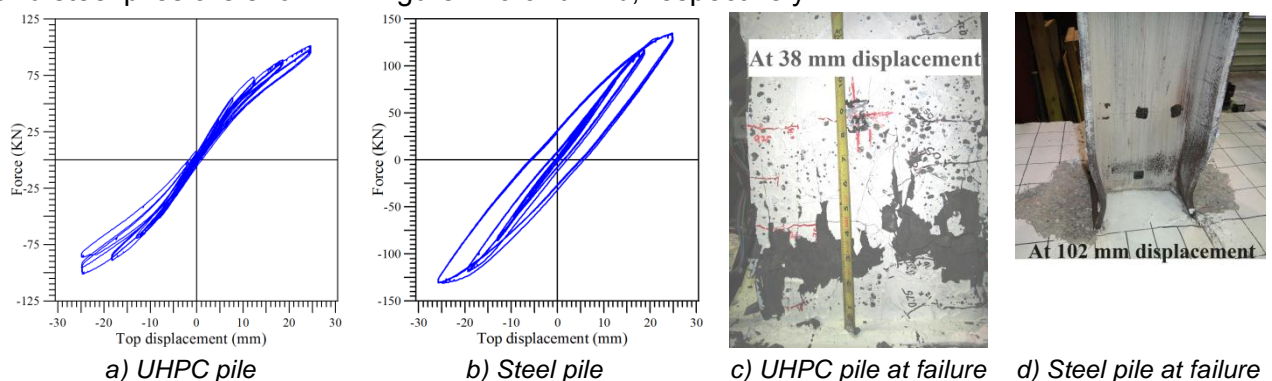 steel piles respectively
125
75
25
-25
-75
-125
Force (KN)
-30 -20 -10 0 10 20 30
Top displacement (mm)
a) UHPC pile
150
100
50
0
-50
-100
-150
Force (KN)
-30 -20 -10 0 10 20 30
Top displacement (mm)
b) Steel pile
At 38 mm displacement
c) UHPC pile at failure
At 102 mm displacement
d) Steel pile at failure